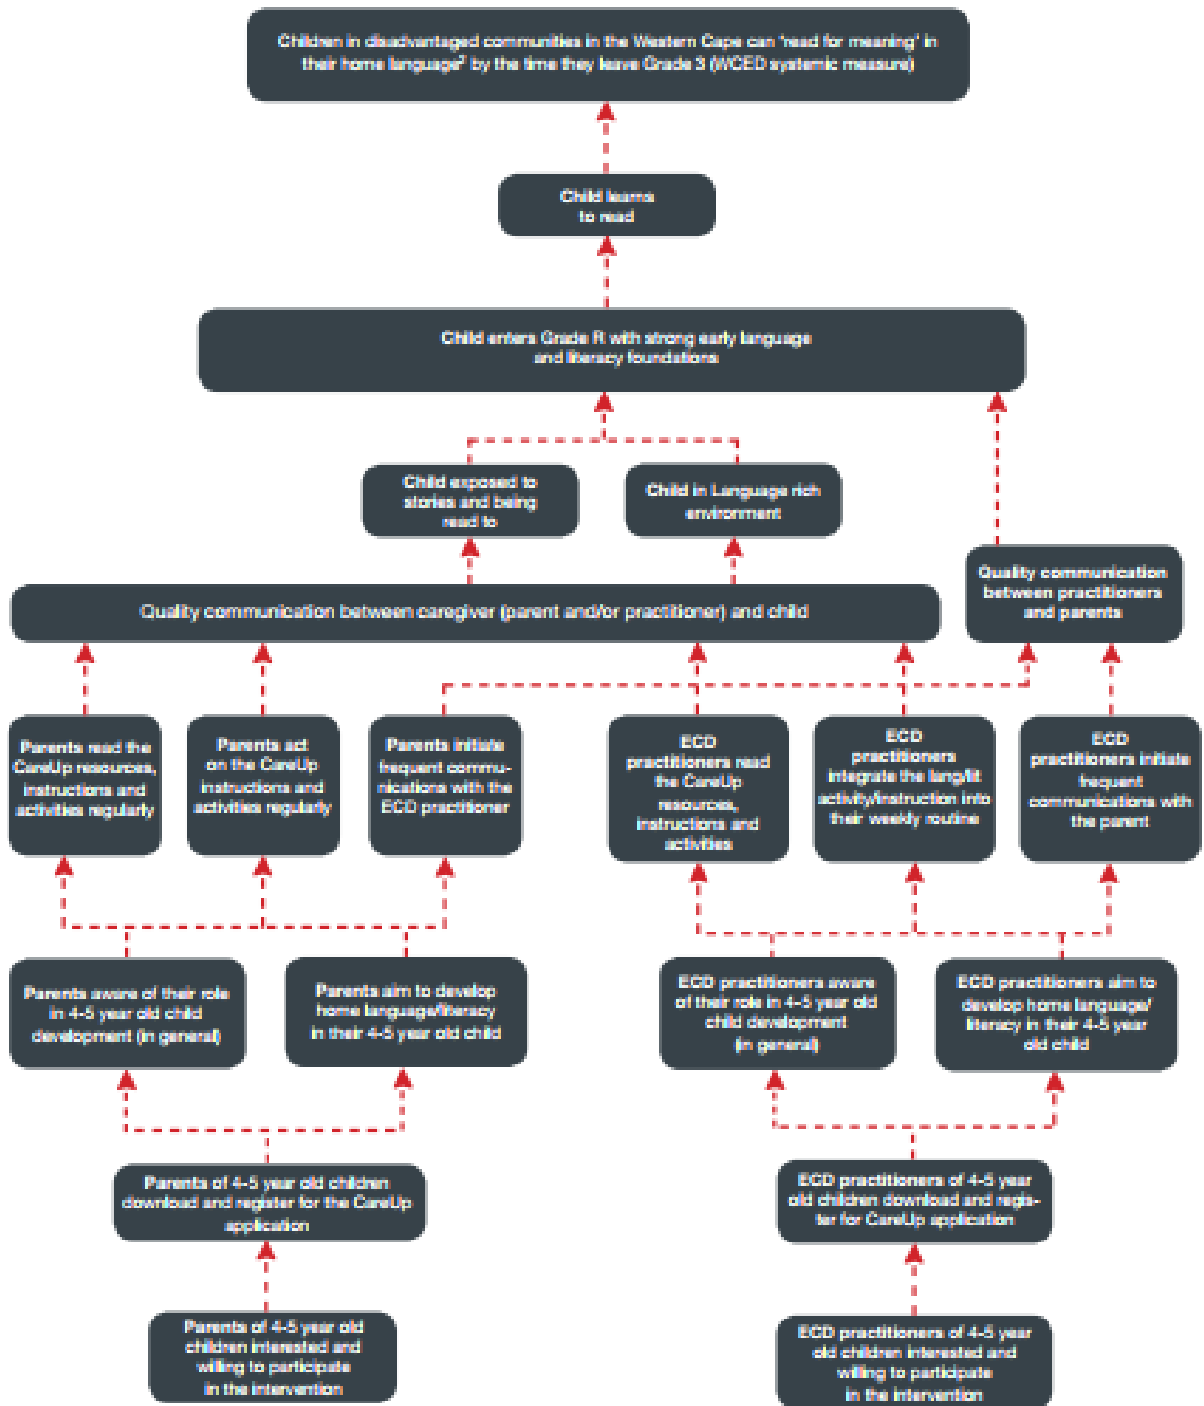 Children in disadvantaged communities in the Western Cape can 'read for meaning' in
their home language² by the time they leave Grade 3 (WCED systemic measure)
Child learns
to read
Child enters Grade R with strong early language
and literacy foundations
Child exposed to
stories and being
read to
Child in Language rich
environment
Quality communication
between practitioners
and parents
Quality communication between caregiver (parent and/or practitioner) and child
Parents read the
CareUp resources,
instructions and
activities regularly
Parents act
on the CareUp
instructions and
activities regularly
Parents initiate
frequent commu-
nications with the
ECD practitioner
ECD
practitioners read
the CareUp
resources,
instructions and
activities
ECD
practitioners
integrate the lang/lit
activity/instruction into
their weekly routine
ECD
practitioners initiate
frequent
communications with
the parent
Parents aware of their role
in 4-5 year old child
development (in general)
Parents aim to develop
home language/literacy
in their 4-5 year old child
ECD practitioners aware
of their role in 4-5 year old
child development
(in general)
ECD practitioners aim to
develop home language/
literacy in their 4-5 year
old child
Parents of 4-5 year old children
download and register for the CareUp
application
ECD practitioners of 4-5 year
old children download and regis-
ter for CareUp application
Parents of 4-5 year old
children interested and
willing to participate
in the intervention
ECD practitioners of 4-5 year
old children interested and
willing to participate
in the intervention